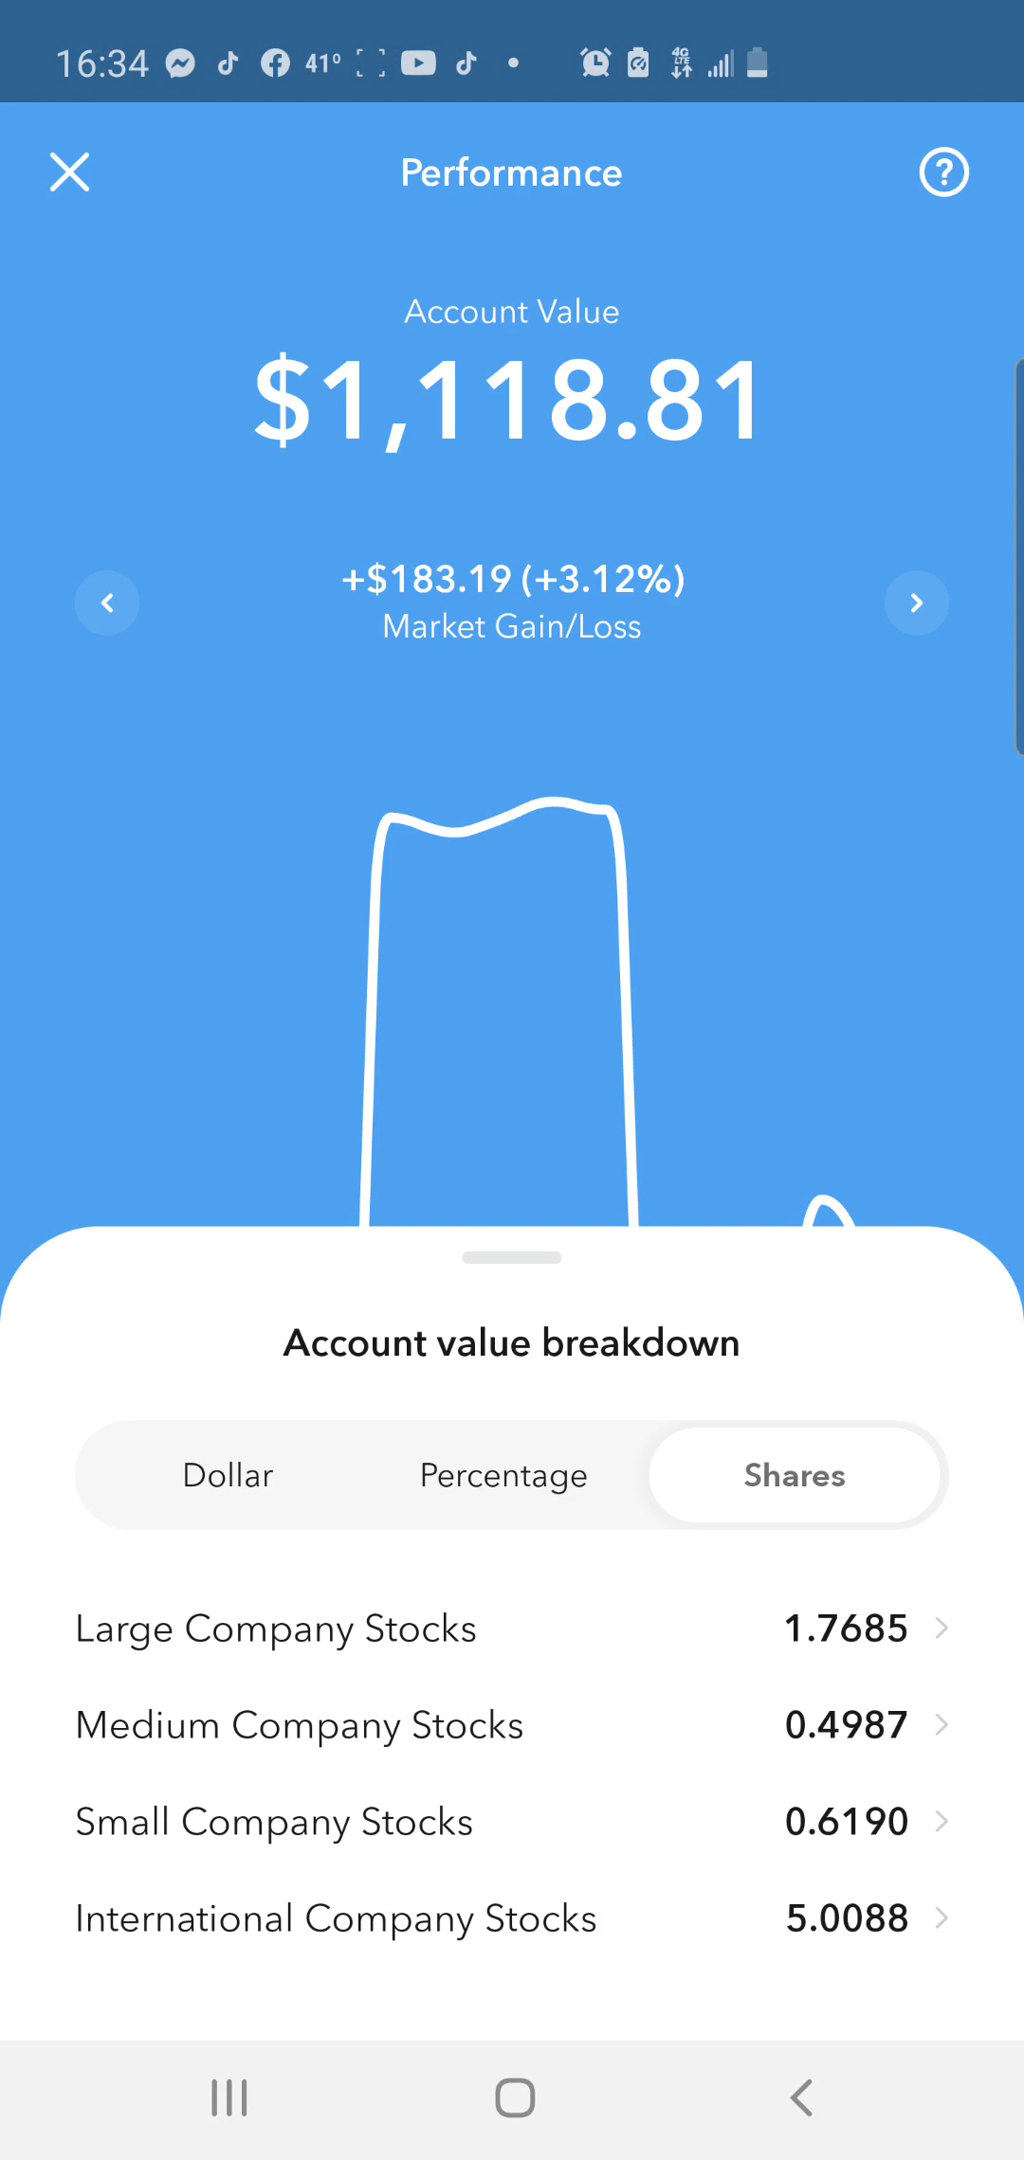 16:34 41° 4G LTE
Performance ?
Account Value
$1,118.81
+$183.19 (+3.12%)
Market Gain/Loss
Account value breakdown
Dollar Percentage Shares
Large Company Stocks 1.7685
Medium Company Stocks 0.4987
Small Company Stocks 0.6190
International Company Stocks 5.0088